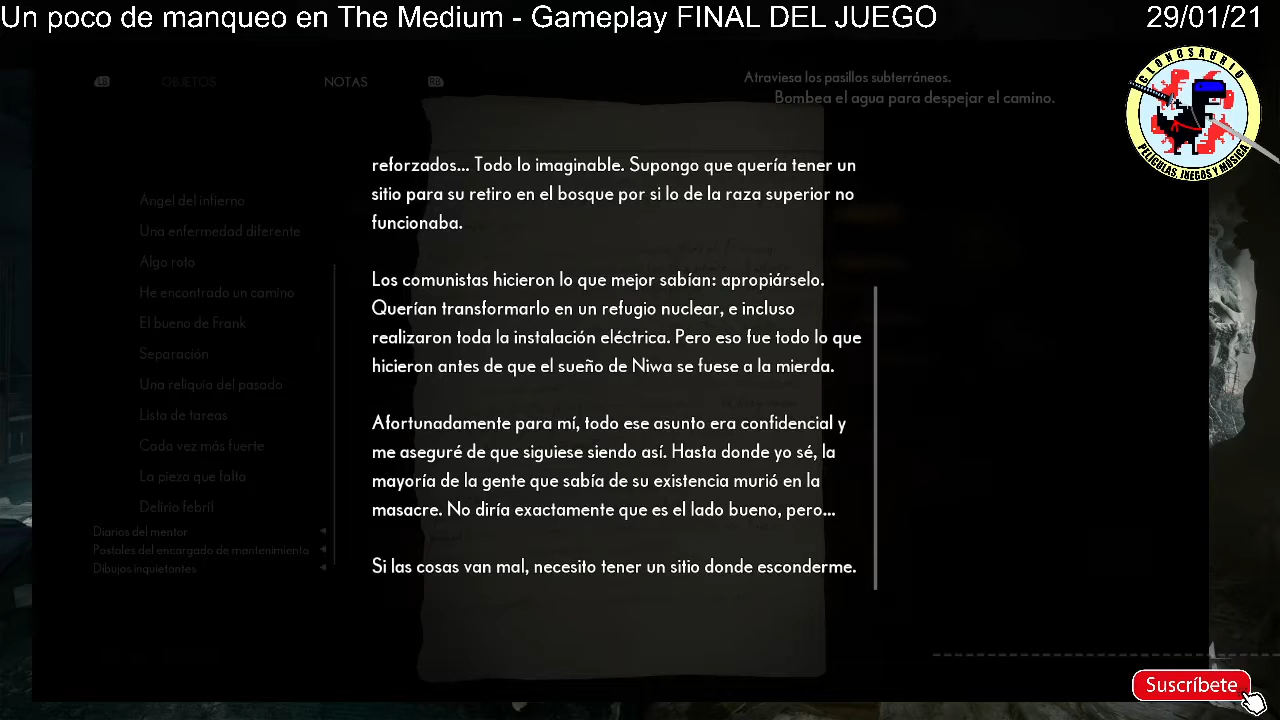 Un poco de manqueo en The Medium - Gameplay FINAL DEL JUEGO
29/01/21
CLONOSAURIO
PELICULAS, JUEGOS Y MÚSICA
LB
OBJETOS
NOTAS
RB
Atraviesa los pasillos subterráneos.
Bombea el agua para despejar el camino.
Ángel del infierno
Una enfermedad diferente
Algo roto
He encontrado un camino
El bueno de Frank
Separación
Una reliquia del pasado
Lista de tareas
Cada vez más fuerte
La pieza que falta
Delirio febril
Diarios del mentor
Postales del encargado de mantenimiento
Dibujos inquietantes
reforzados... Todo lo imaginable. Supongo que quería tener un
sitio para su retiro en el bosque por si lo de la raza superior no
funcionaba.
Los comunistas hicieron lo que mejor sabían: apropiárselo.
Querían transformarlo en un refugio nuclear, e incluso
realizaron toda la instalación eléctrica. Pero eso fue todo lo que
hicieron antes de que el sueño de Niwa se fuese a la mierda.
Afortunadamente para mí, todo ese asunto era confidencial y
me aseguré de que siguiese siendo así. Hasta donde yo sé, la
mayoría de la gente que sabía de su existencia murió en la
masacre. No diría exactamente que es el lado bueno, pero...
Si las cosas van mal, necesito tener un sitio donde esconderme.
Suscríbete